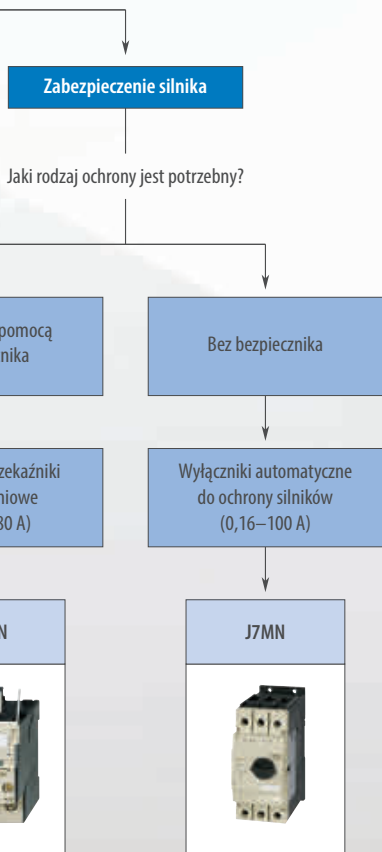 Zabezpieczenie silnika
Jaki rodzaj ochrony jest potrzebny?
pomocą
nika
Bez bezpiecznika
zekaźniki
niowe
80 A)
Wyłączniki automatyczne
do ochrony silników
(0,16–100 A)
N
J7MN